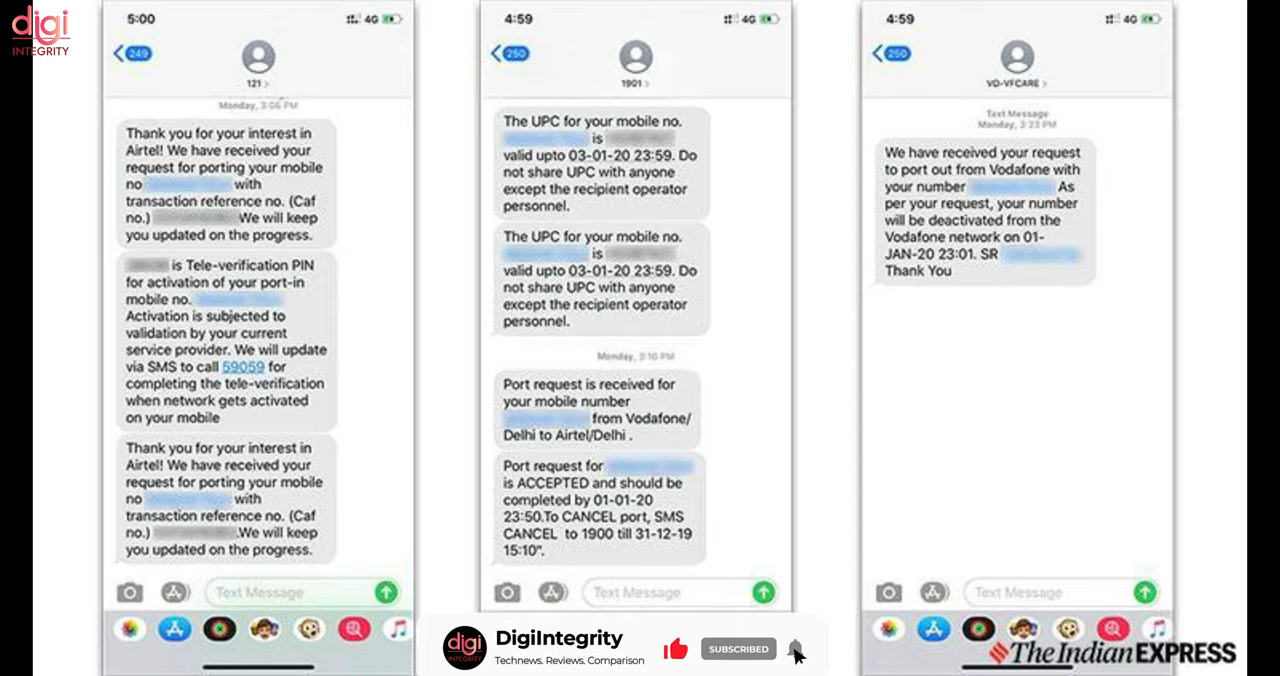 digi
INTEGRITY
5:00
4G
249
121
Monday, 3:06 PM
Thank you for your interest in
Airtel! We have received your
request for porting your mobile
no with
transaction reference no. (Caf
no.) We will keep
you updated on the progress.
is Tele-verification PIN
for activation of your port-in
mobile no.
Activation is subjected to
validation by your current
service provider. We will update
via SMS to call 59059 for
completing the tele-verification
when network gets activated
on your mobile
Thank you for your interest in
Airtel! We have received your
request for porting your mobile
no with
transaction reference no. (Caf
no.) .We will keep
you updated on the progress.
Text Message
4:59
4G
250
1901
The UPC for your mobile no.
is
valid upto 03-01-20 23:59. Do
not share UPC with anyone
except the recipient operator
personnel.
The UPC for your mobile no.
is
valid upto 03-01-20 23:59. Do
not share UPC with anyone
except the recipient operator
personnel.
Monday, 3:10 PM
Port request is received for
your mobile number
from Vodafone/
Delhi to Airtel/Delhi .
Port request for
is ACCEPTED and should be
completed by 01-01-20
23:50.To CANCEL port, SMS
CANCEL to 1900 till 31-12-19
15:10".
Text Message
4:59
4G
250
VD-VFCARE
Text Message
Monday, 3:23 PM
We have received your request
to port out from Vodafone with
your number As
per your request, your number
will be deactivated from the
Vodafone network on 01-
JAN-20 23:01. SR
Thank You
Text Message
digi
INTEGRITY
DigiIntegrity
Technews. Reviews. Comparison
SUBSCRIBED
The Indian EXPRESS